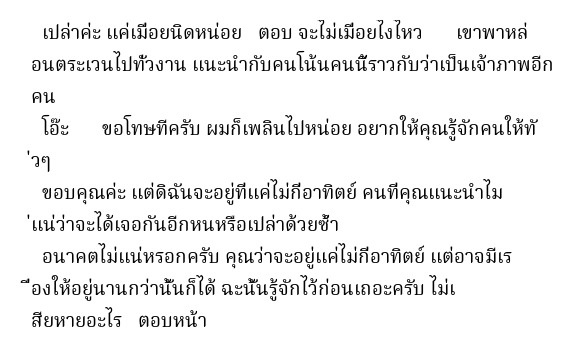 เปล่าค่ะ แค่เมื่อยนิดหน่อย ตอบ จะไม่เมื่อยไงไหว เขาพาหล่
อนตระเวนไปทั่วงาน แนะนำกับคนโน้นคนนี้ราวกับว่าเป็นเจ้าภาพอีก
คน
โอ๊ะ ขอโทษทีครับ ผมก็เพลินไปหน่อย อยากให้คุณรู้จักคนให้ทั
่วๆ
ขอบคุณค่ะ แต่ดิฉันจะอยู่ที่แค่ไม่กี่อาทิตย์ คนที่คุณแนะนำไม
่แน่ว่าจะได้เจอกันอีกหนหรือเปล่าด้วยซ้ำ
อนาคตไม่แน่หรอกครับ คุณว่าจะอยู่แค่ไม่กี่อาทิตย์ แต่อาจมีเร
ื่องให้อยู่นานกว่านั้นก็ได้ ฉะนั้นรู้จักไว้ก่อนเถอะครับ ไม่เ
สียหายอะไร ตอบหน้า